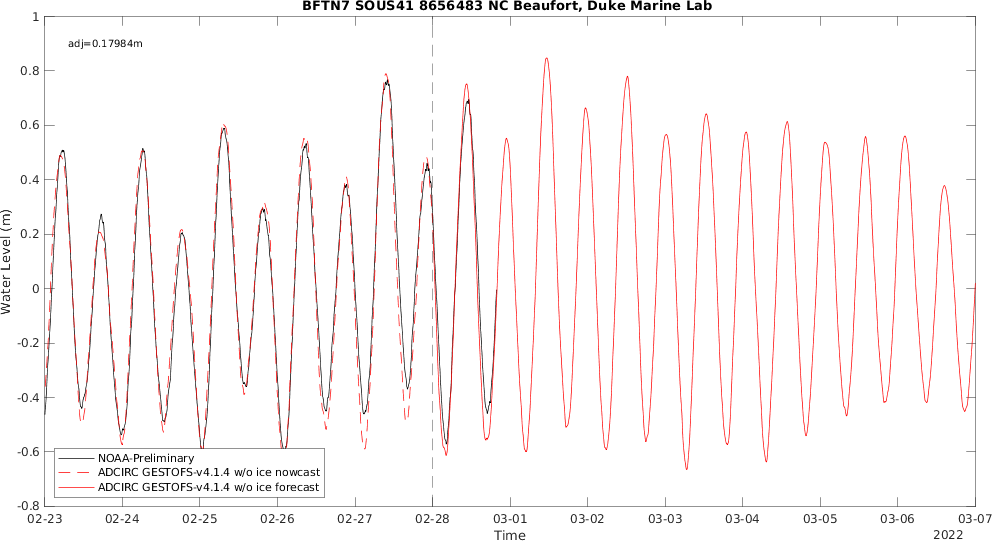 BFTN7 SOUS41 8656483 NC Beaufort, Duke Marine Lab
adj=0.17984m
Water Level (m)
1
0.8
0.6
0.4
0.2
0
-0.2
-0.4
-0.6
-0.8
NOAA-Preliminary
ADCIRC GESTOFS-v4.1.4 w/o ice nowcast
ADCIRC GESTOFS-v4.1.4 w/o ice forecast
02-23 02-24 02-25 02-26 02-27 02-28 03-01 03-02 03-03 03-04 03-05 03-06 03-07
Time
2022